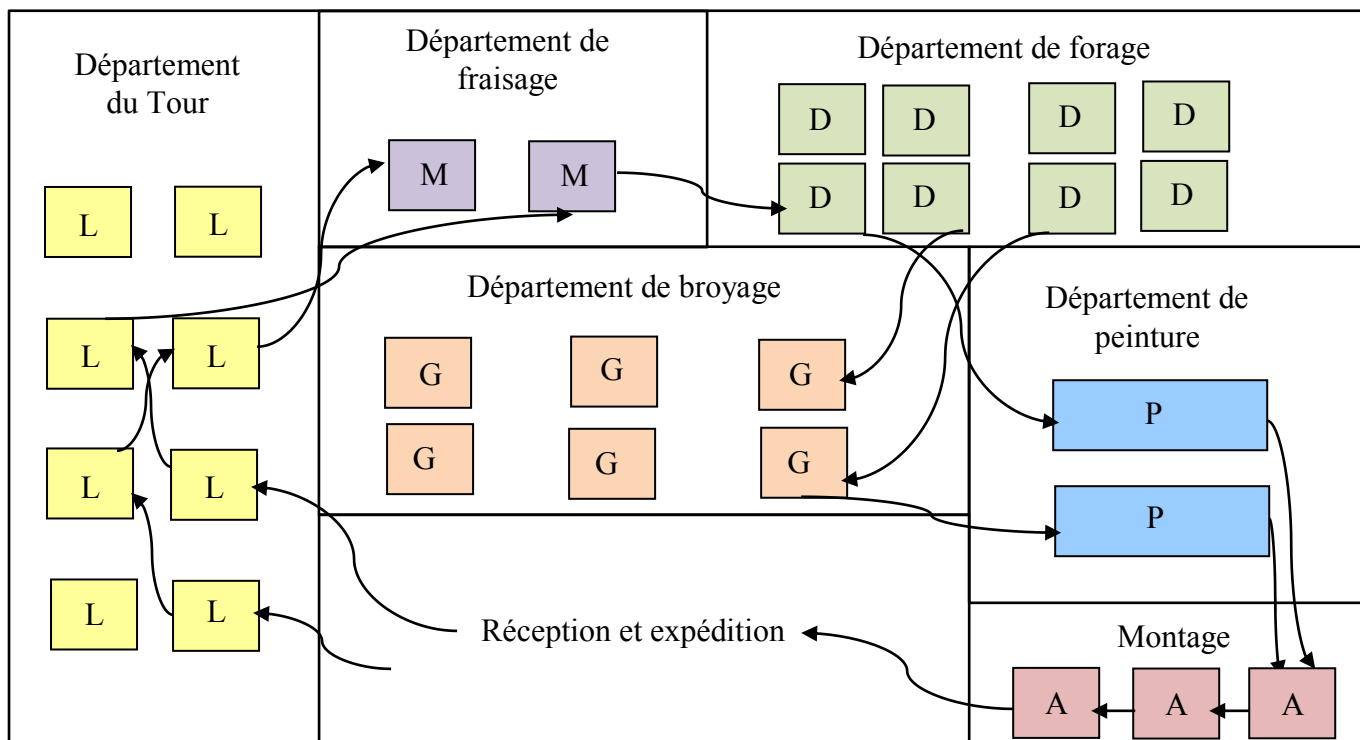 Département
du Tour
L L
L L
L L
L L
Département de
fraisage
M M
Département de forage
D D D D
D D D D
Département de broyage
G G G
G G G
Département de
peinture
P
P
Réception et expédition
Montage
A A A